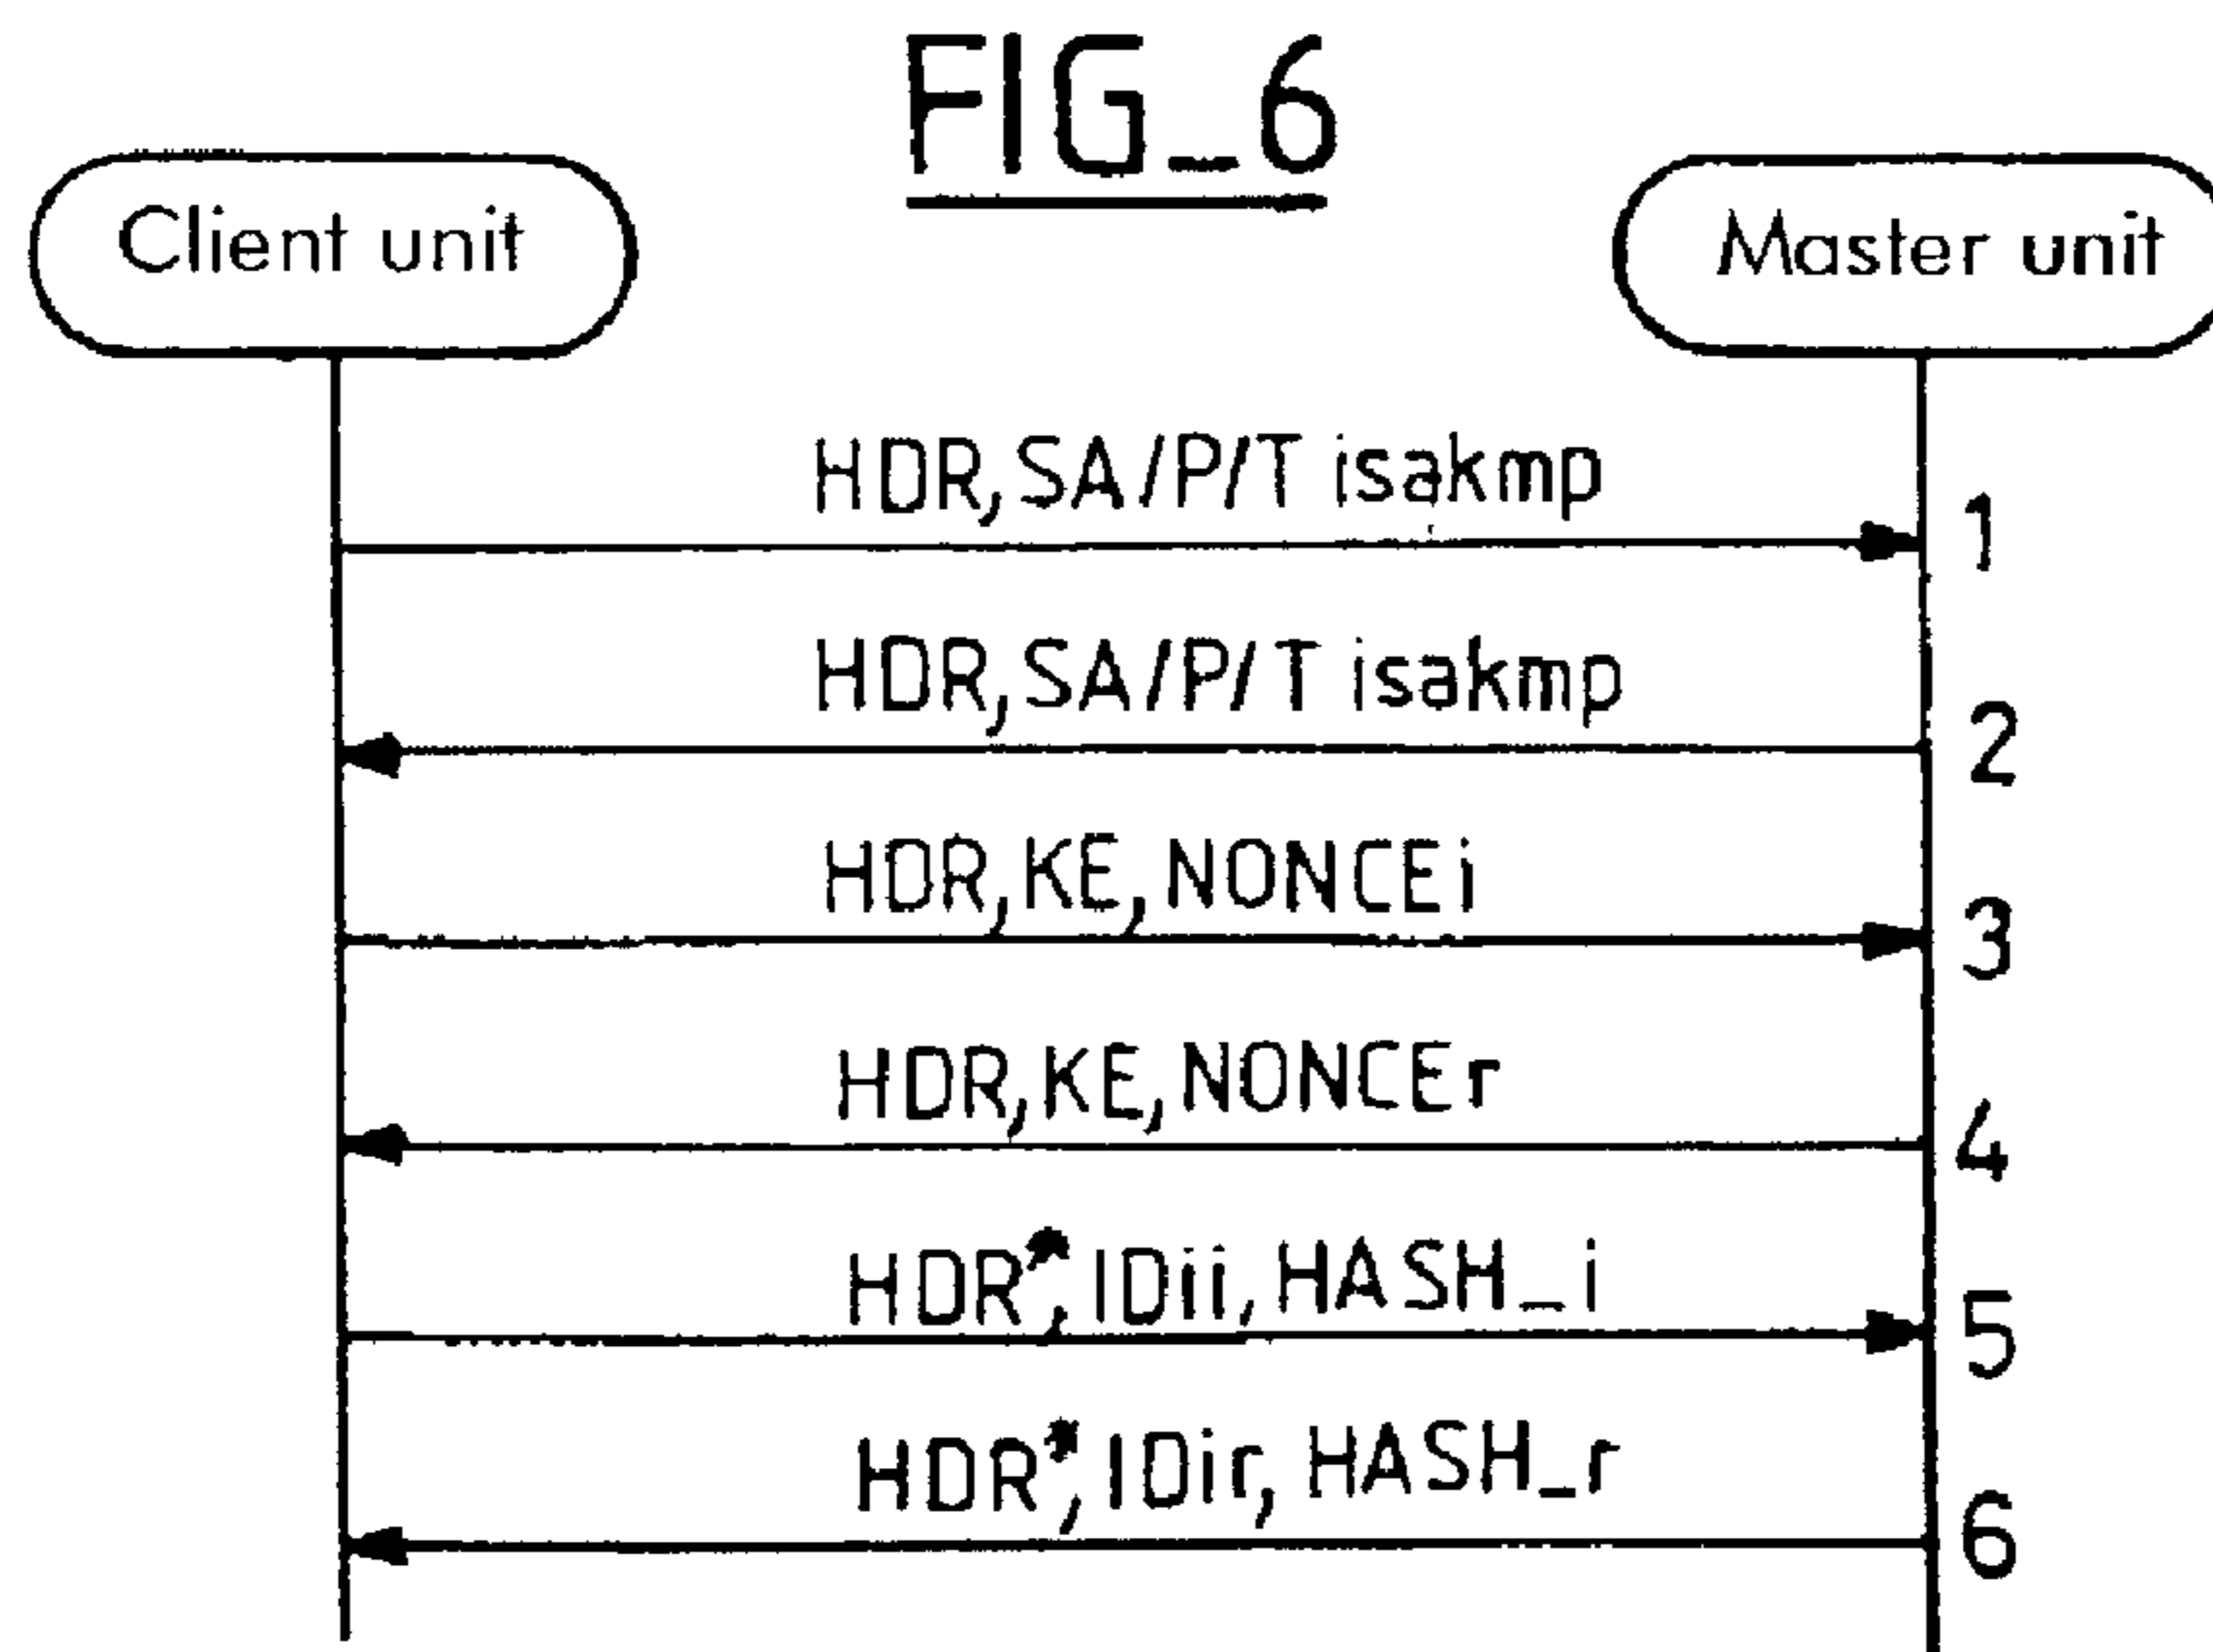 FIG_6
Client unit
Master unit
HDR,SA/P/T isakmp
1
HDR,SA/P/T isakmp
2
HDR,KE,NONCEi
3
HDR,KE,NONCEr
4
HDR*,IDii,HASH_i
5
HDR*,IDir,HASH_r
6